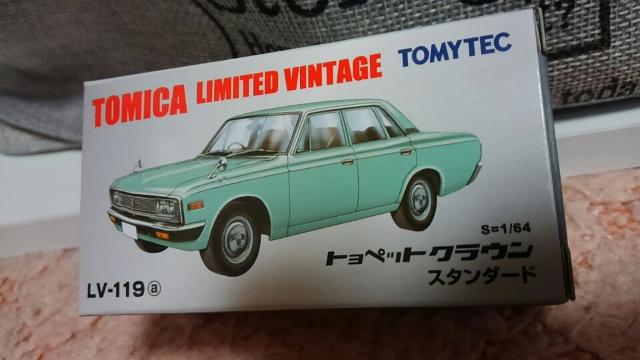 TOMICA LIMITED VINTAGE TOMYTEC
S=1/64
トヨペットクラウン
スタンダード
LV-119 ⓐ